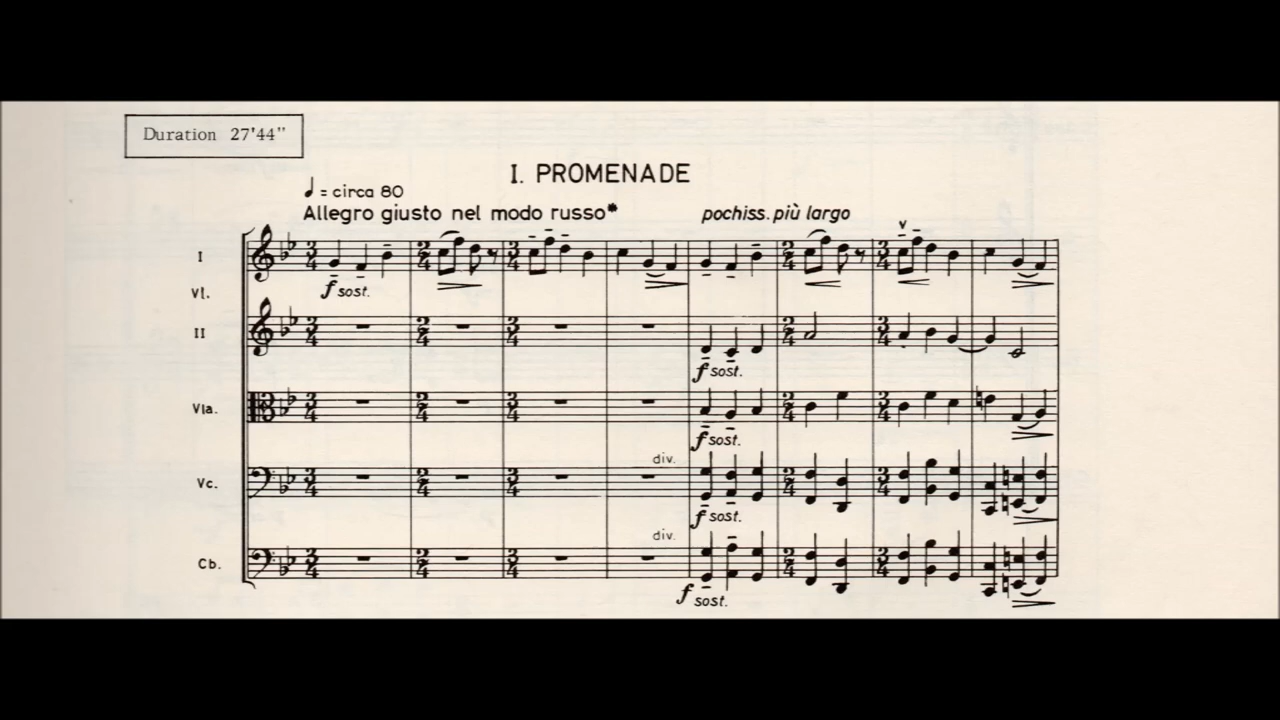 Duration 27'44"
I. PROMENADE
♩ = circa 80
Allegro giusto nel modo russo* pochiss. più largo
I
f sost.
Vl.
II
f sost.
Vla.
f sost.
div.
Vc.
f sost.
div.
Cb.
f sost.